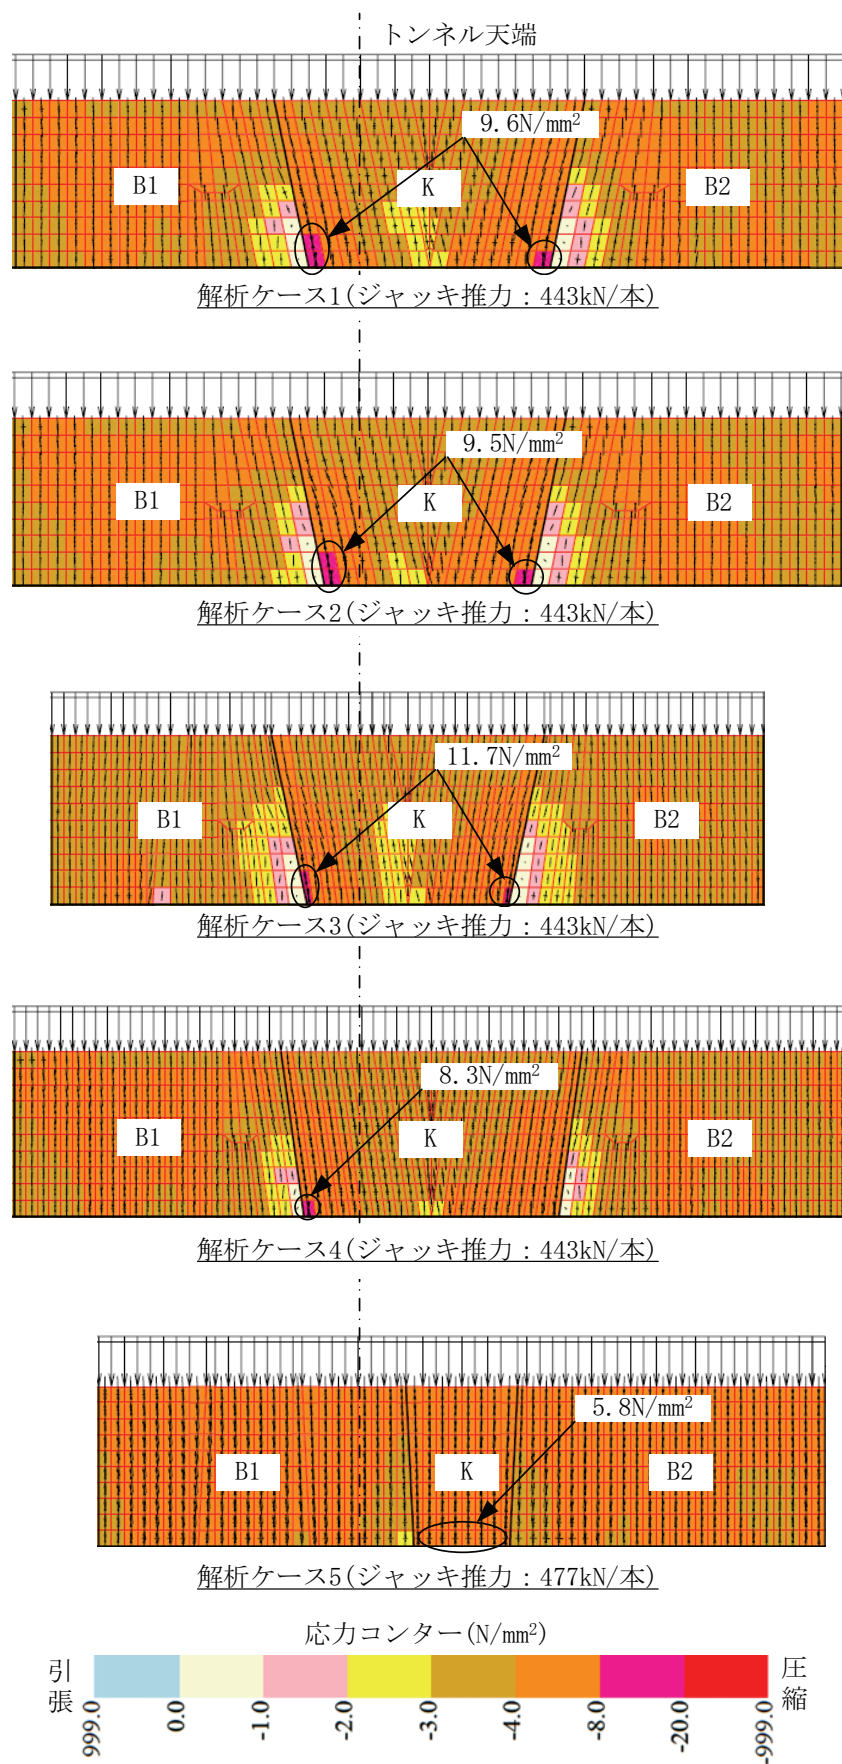 トンネル天端
9.6N/mm²
B1
K
B2
解析ケース1(ジャッキ推力：443kN/本)
9.5N/mm²
B1
K
B2
解析ケース2(ジャッキ推力：443kN/本)
11.7N/mm²
B1
K
B2
解析ケース3(ジャッキ推力：443kN/本)
8.3N/mm²
B1
K
B2
解析ケース4(ジャッキ推力：443kN/本)
5.8N/mm²
B1
K
B2
解析ケース5(ジャッキ推力：477kN/本)
応力コンター(N/mm²)
引張
圧縮
999.0
0.0
-1.0
-2.0
-3.0
-4.0
-8.0
-20.0
-999.0